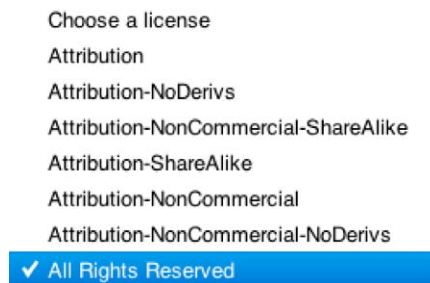 Choose a license
Attribution
Attribution-NoDerivs
Attribution-NonCommercial-ShareAlike
Attribution-ShareAlike
Attribution-NonCommercial
Attribution-NonCommercial-NoDerivs
✓ All Rights Reserved